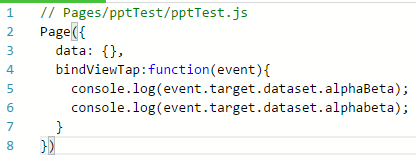 1 // Pages/pptTest/pptTest.js
2 Page({
3 data: {},
4 bindViewTap:function(event){
5 console.log(event.target.dataset.alphaBeta);
6 console.log(event.target.dataset.alphabeta);
7 }
8 })